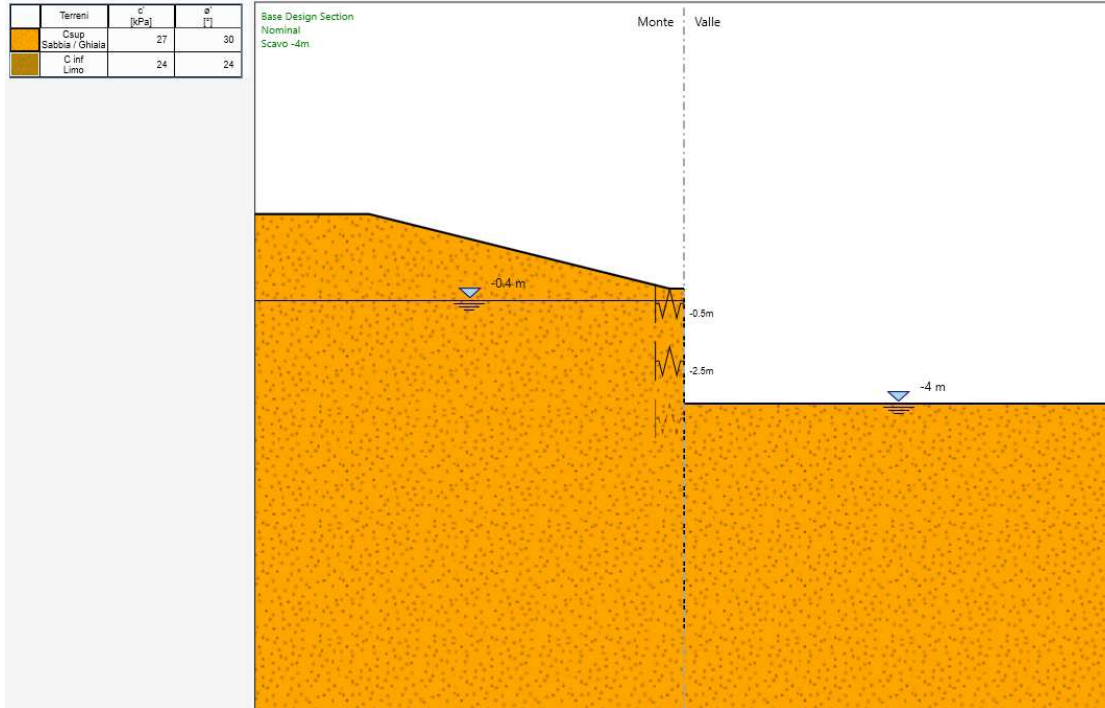 Terreni c' ø'
[kPa] [°]
Csup
Sabbia / Ghiaia 27 30
C inf
Limo 24 24
Base Design Section
Nominal
Scavo -4m
Monte Valle
-0.4 m
-0.5m
-2.5m
-4 m